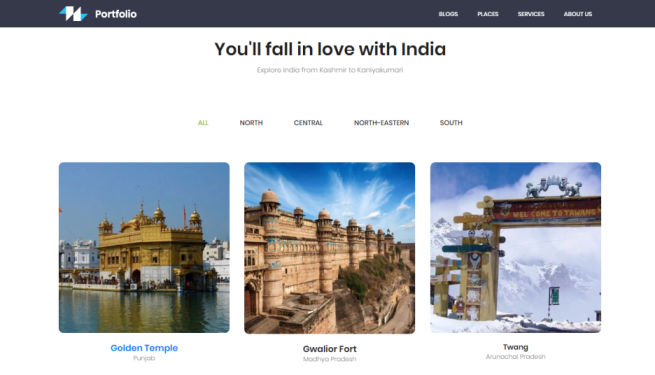 Portfolio
BLOGS PLACES SERVICES ABOUT US
You'll fall in love with India
Explore India from Kashmir to Kaniyakumari
ALL NORTH CENTRAL NORTH-EASTERN SOUTH
WEL COME TO TAWANG
Golden Temple
Punjab
Gwalior Fort
Madhya Pradesh
Twang
Arunachal Pradesh